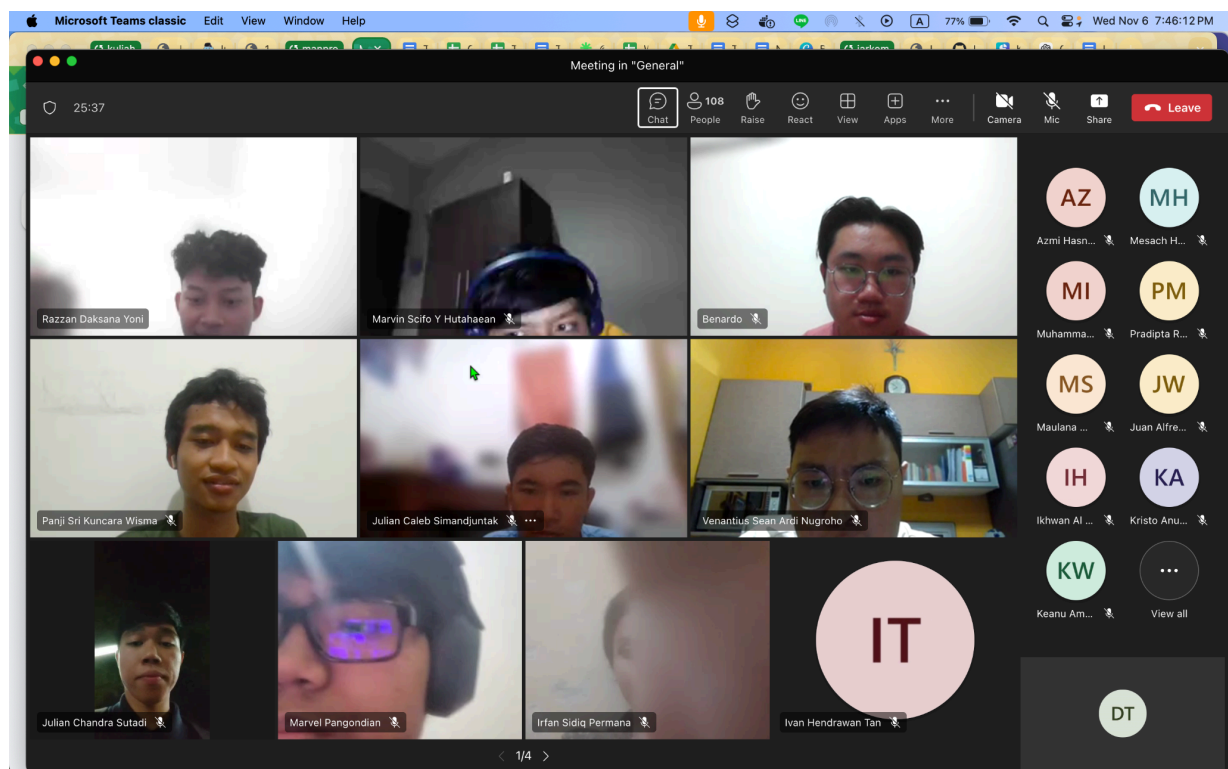 Microsoft Teams classic Edit View Window Help
A 77% Wed Nov 6 7:46:12 PM
kuliah
manpro
jarkom
Meeting in "General"
25:37
108
Chat People Raise React View Apps More Camera Mic Share Leave
Razzan Daksana Yoni
Marvin Scifo Y Hutahaean
Benardo
Panji Sri Kuncara Wisma
Julian Caleb Simandjuntak
Venantius Sean Ardi Nugroho
Julian Chandra Sutadi
Marvel Pangondian
Irfan Sidiq Permana
IT
Ivan Hendrawan Tan
AZ MH
Azmi Hasn... Mesach H...
MI PM
Muhamma... Pradipta R...
MS JW
Maulana ... Juan Alfre...
IH KA
Ikhwan Al ... Kristo Anu...
KW
Keanu Am... View all
DT
1/4